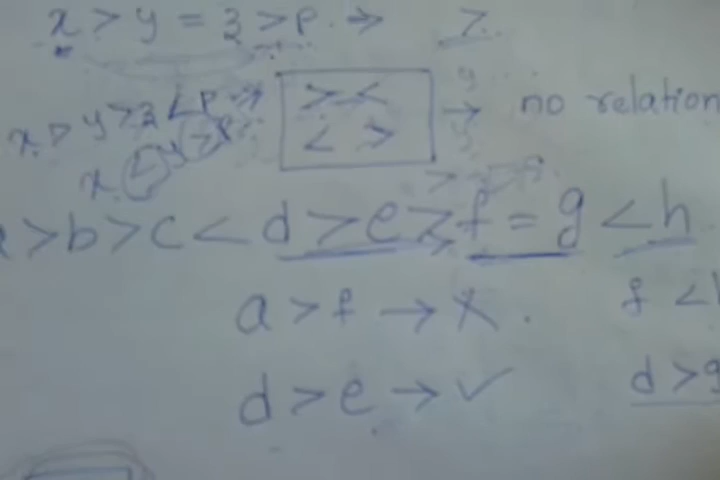 x > y = z > p →    >
x > y > z < p →    > <    → no relation
x < y > p    < >
a > b > c < d > e ≥ f = g < h
a > f → ×.    f <
d > e → ✓    d > g